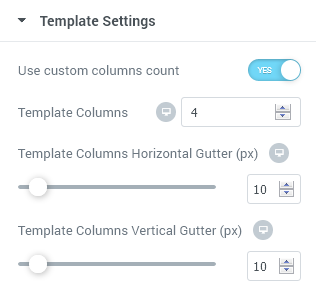 Template Settings
Use custom columns count YES
Template Columns 4
Template Columns Horizontal Gutter (px)
10
Template Columns Vertical Gutter (px)
10